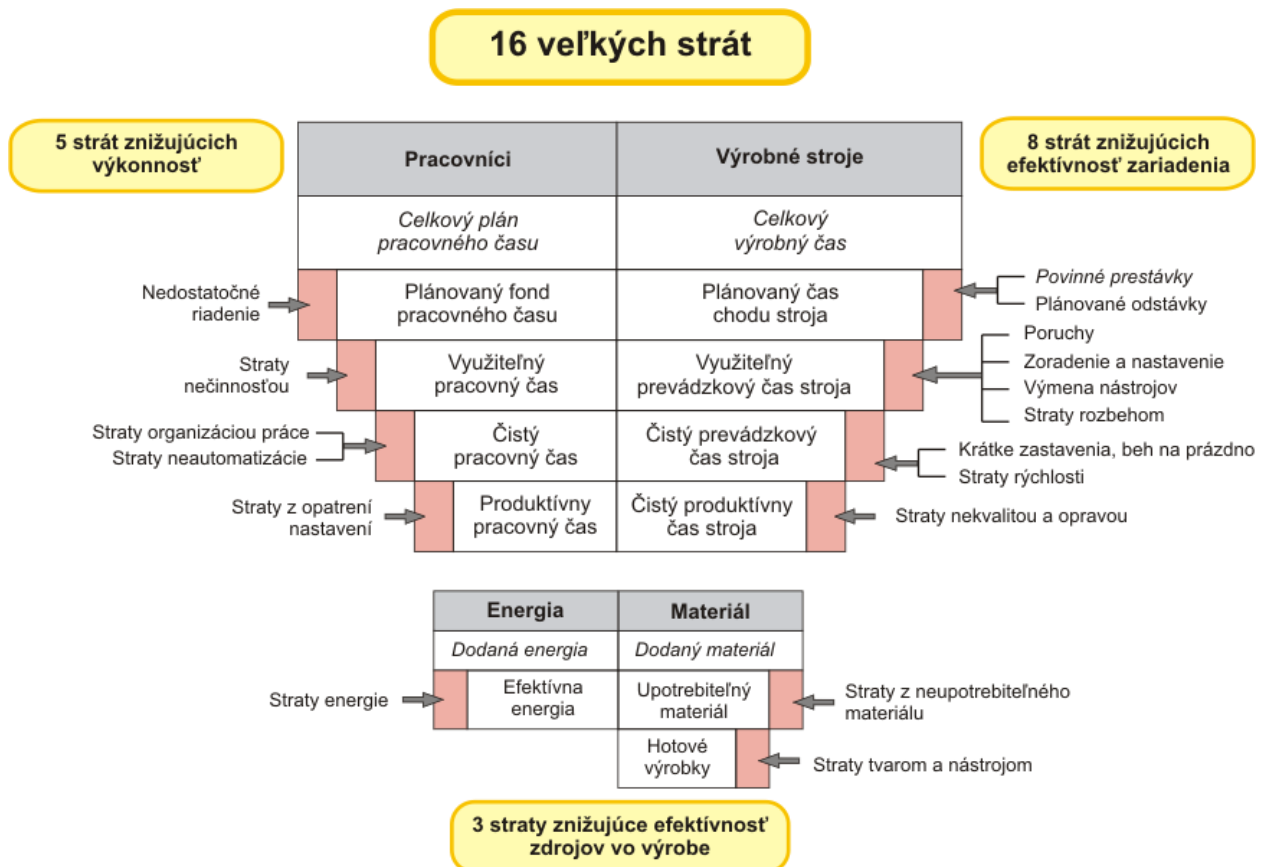 16 veľkých strát
5 strát znižujúcich
výkonnosť
Pracovníci
Výrobné stroje
8 strát znižujúcich
efektívnosť zariadenia
Celkový plán
pracovného času
Celkový
výrobný čas
Nedostatočné
riadenie
Plánovaný fond
pracovného času
Plánovaný čas
chodu stroja
Povinné prestávky
Plánované odstávky
Straty
nečinnosťou
Využiteľný
pracovný čas
Využiteľný
prevádzkový čas stroja
Poruchy
Zoradenie a nastavenie
Výmena nástrojov
Straty rozbehom
Straty organizáciou práce
Straty neautomatizácie
Čistý
pracovný čas
Čistý prevádzkový
čas stroja
Krátke zastavenia, beh na prázdno
Straty rýchlosti
Straty z opatrení
nastavení
Produktívny
pracovný čas
Čistý produktívny
čas stroja
Straty nekvalitou a opravou
Energia
Materiál
Dodaná energia
Dodaný materiál
Straty energie
Efektívna
energia
Upotrebiteľný
materiál
Straty z neupotrebiteľného
materiálu
Hotové
výrobky
Straty tvarom a nástrojom
3 straty znižujúce efektívnosť
zdrojov vo výrobe